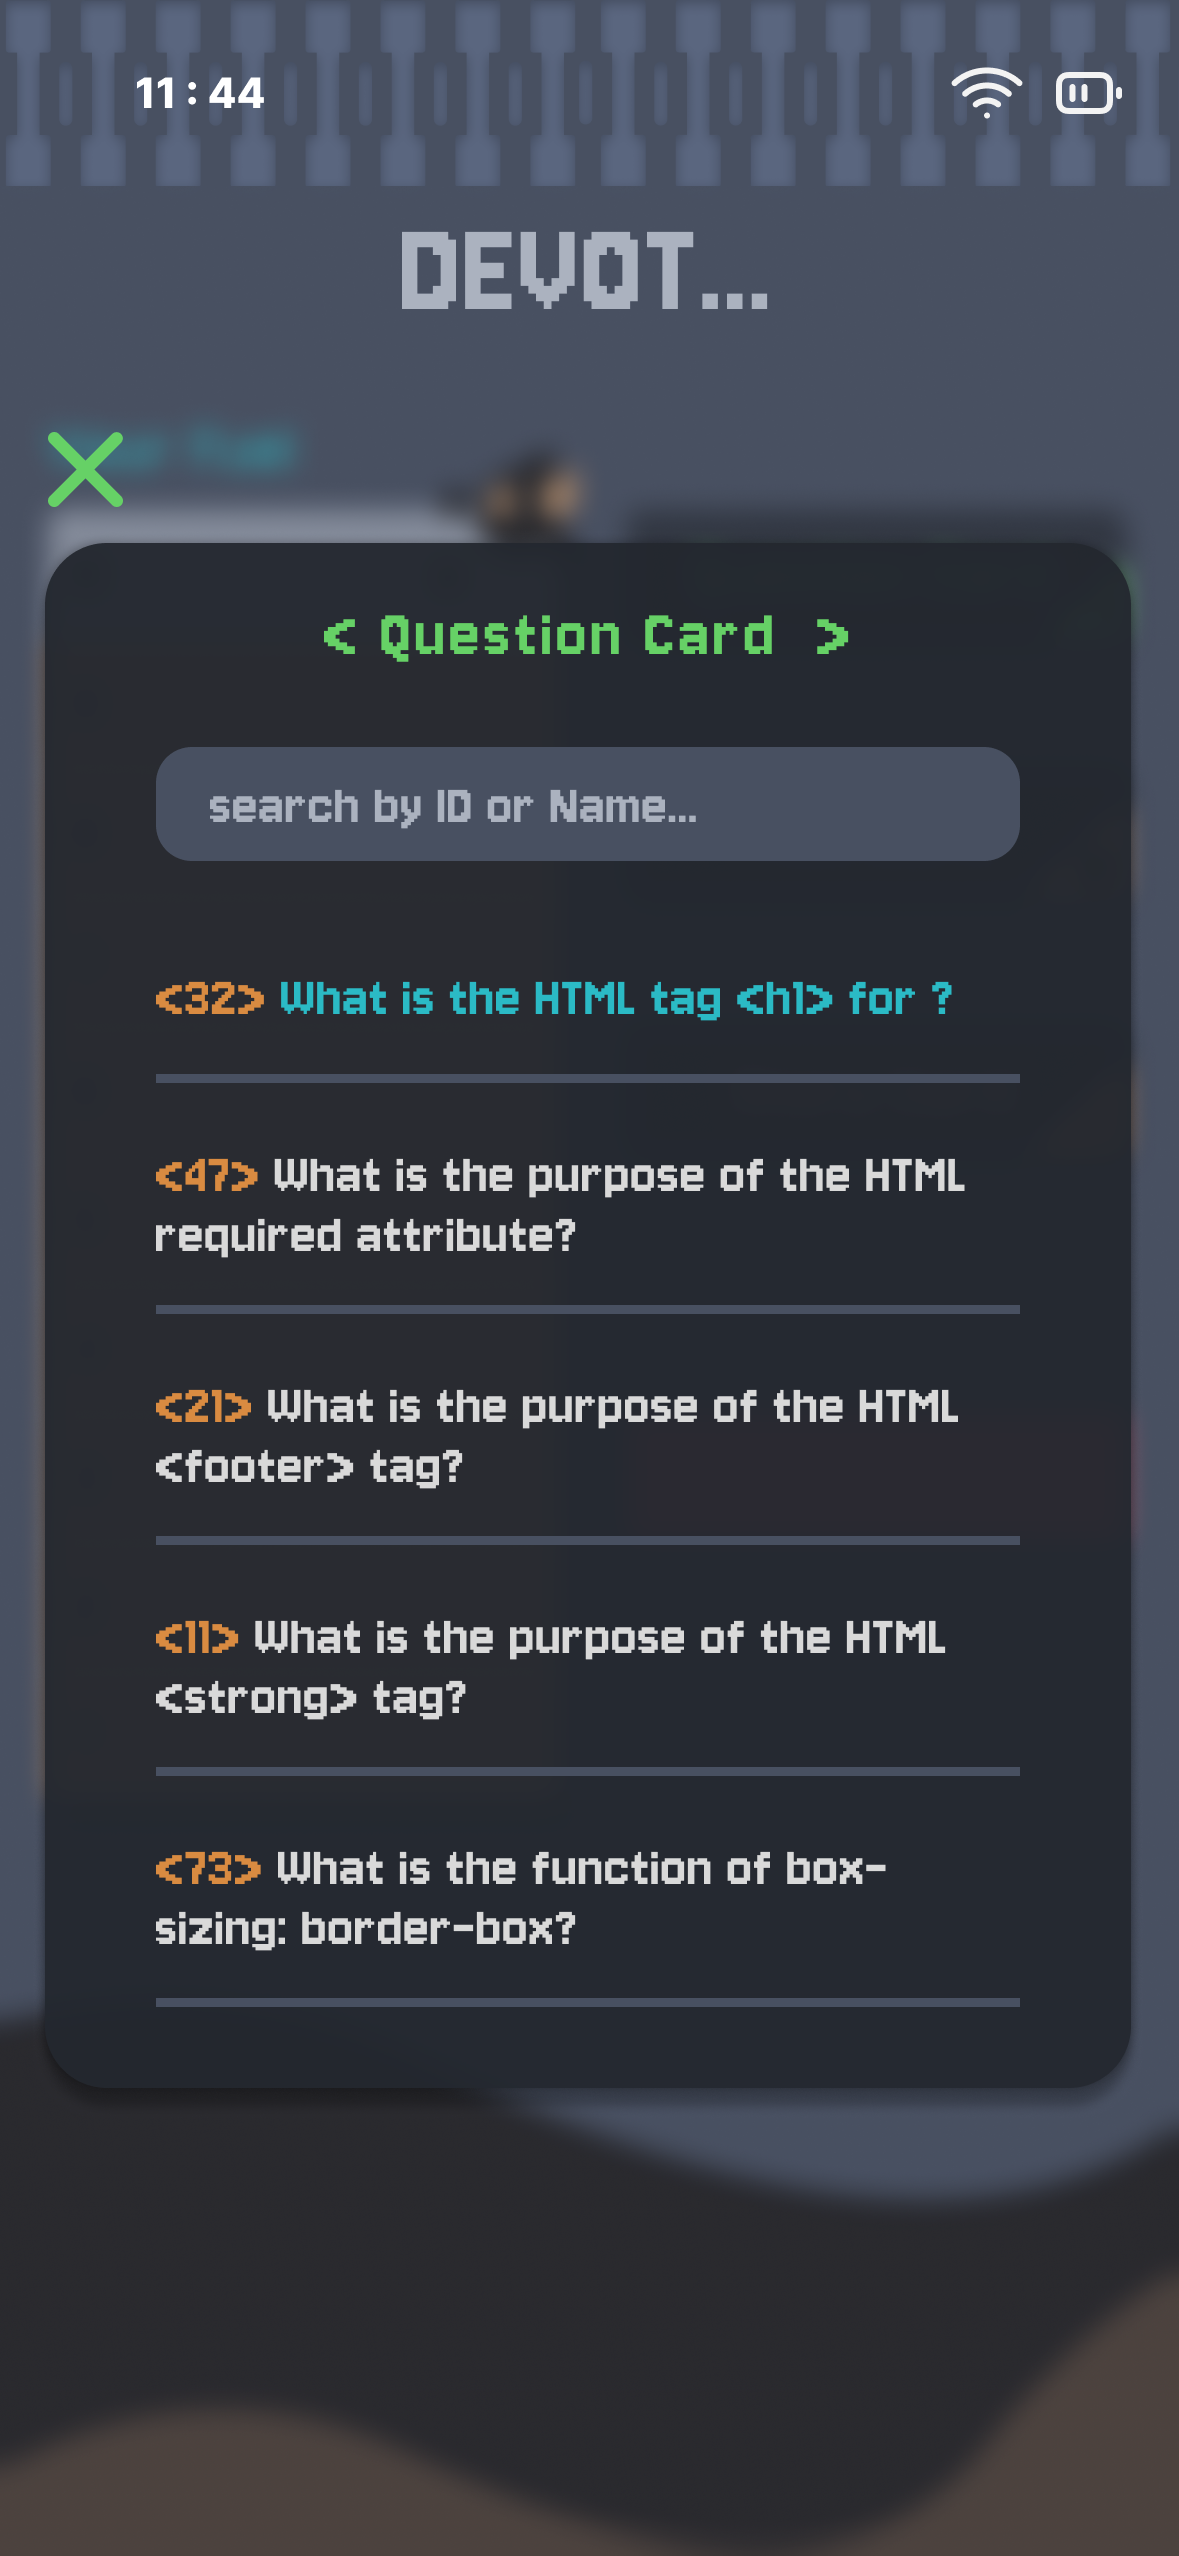 11 : 44
DEVOT...
< Question Card >
search by ID or Name...
<32> What is the HTML tag <h1> for ?
<47> What is the purpose of the HTML
required attribute?
<21> What is the purpose of the HTML
<footer> tag?
<11> What is the purpose of the HTML
<strong> tag?
<73> What is the function of box-
sizing: border-box?